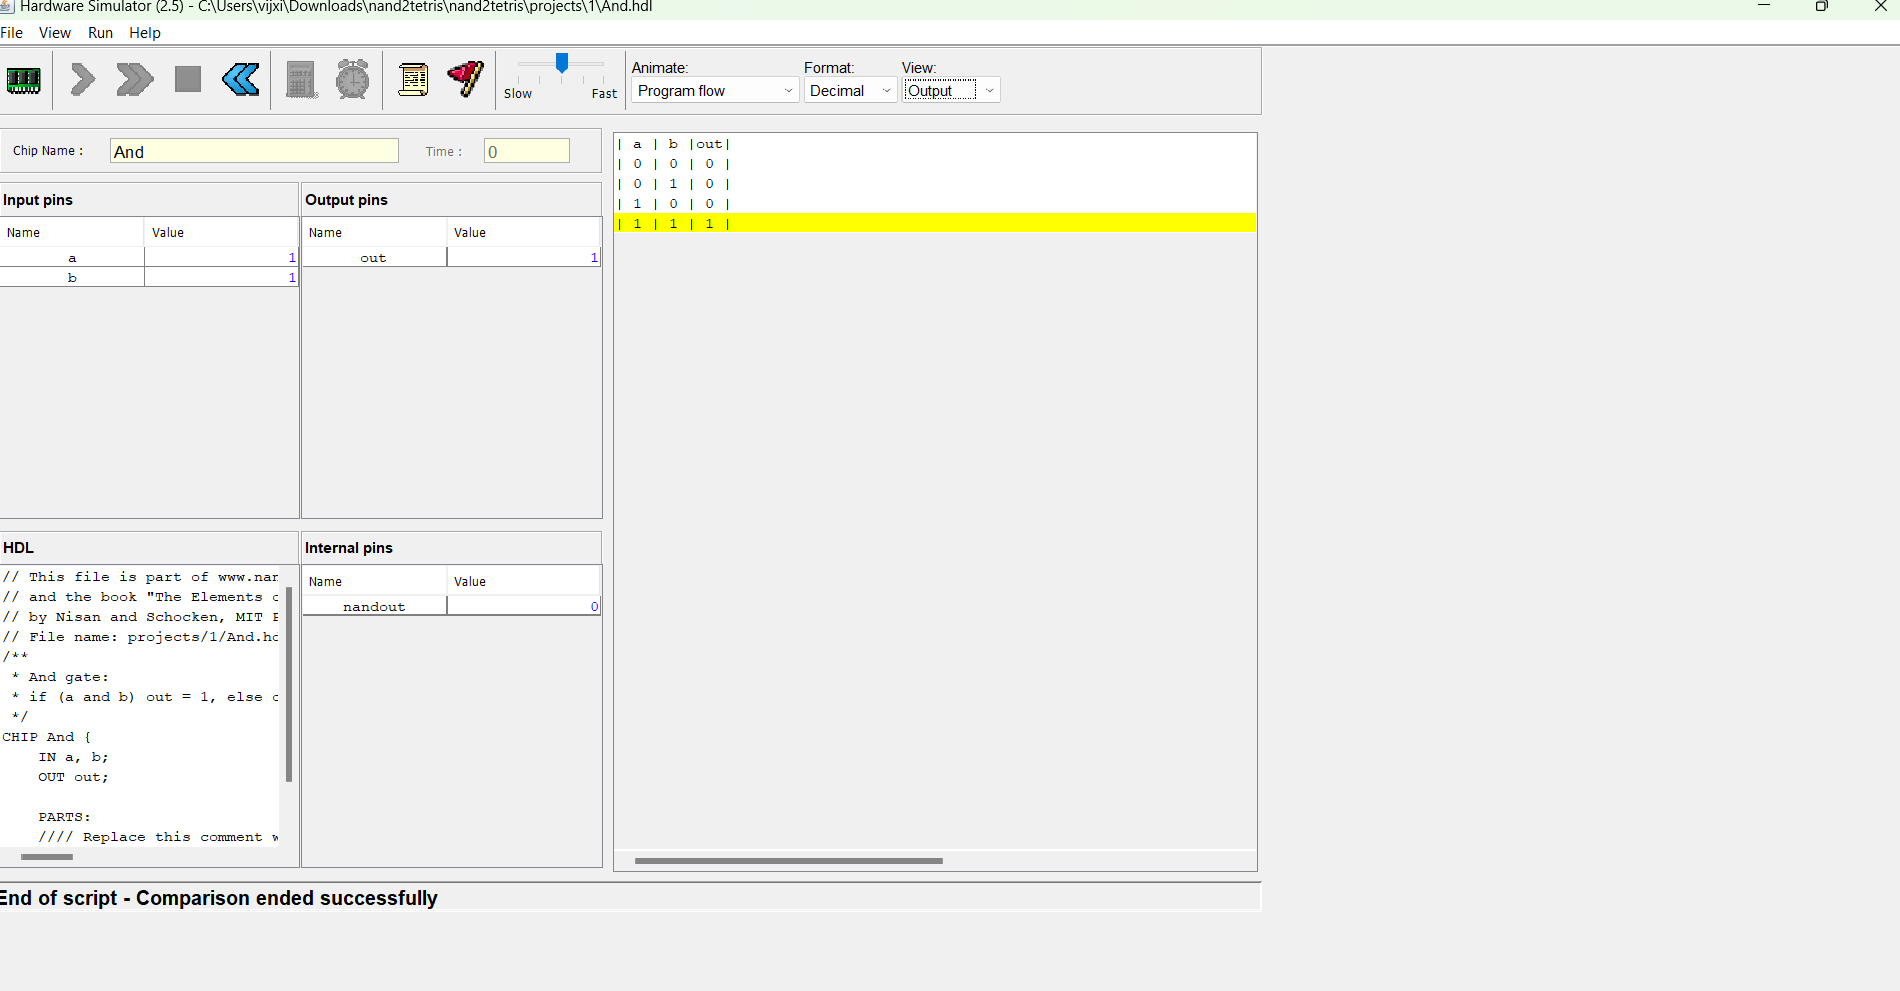 Hardware Simulator (2.5) - C:\Users\vijxi\Downloads\nand2tetris\nand2tetris\projects\1\And.hdl
File View Run Help
Slow Fast
Animate: Format: View:
Program flow Decimal Output
Chip Name : And Time : 0
Input pins
Name Value
a 1
b 1
Output pins
Name Value
out 1
HDL
// This file is part of www.nan
// and the book "The Elements
// by Nisan and Schocken, MIT
// File name: projects/1/And.hd
/**
* And gate:
* if (a and b) out = 1, else
*/
CHIP And {
IN a, b;
OUT out;
PARTS:
//// Replace this comment
Internal pins
Name Value
nandout 0
| a | b |out|
| 0 | 0 | 0 |
| 0 | 1 | 0 |
| 1 | 0 | 0 |
| 1 | 1 | 1 |
End of script - Comparison ended successfully